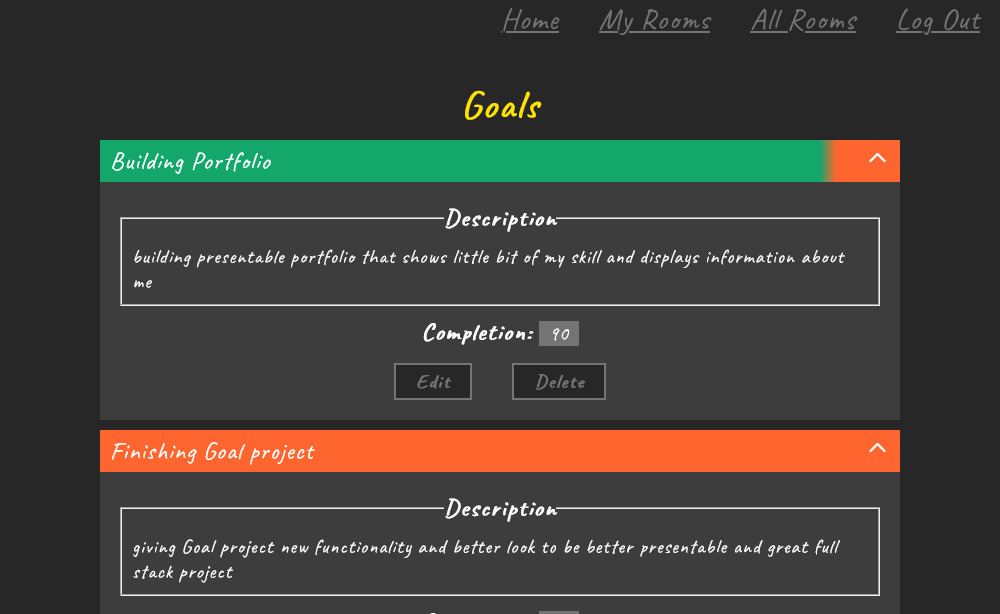 Home My Rooms All Rooms Log Out
Goals
Building Portfolio
Description
building presentable portfolio that shows little bit of my skill and displays information about
me
Completion: 90
Edit Delete
Finishing Goal project
Description
giving Goal project new functionality and better look to be better presentable and great full
stack project